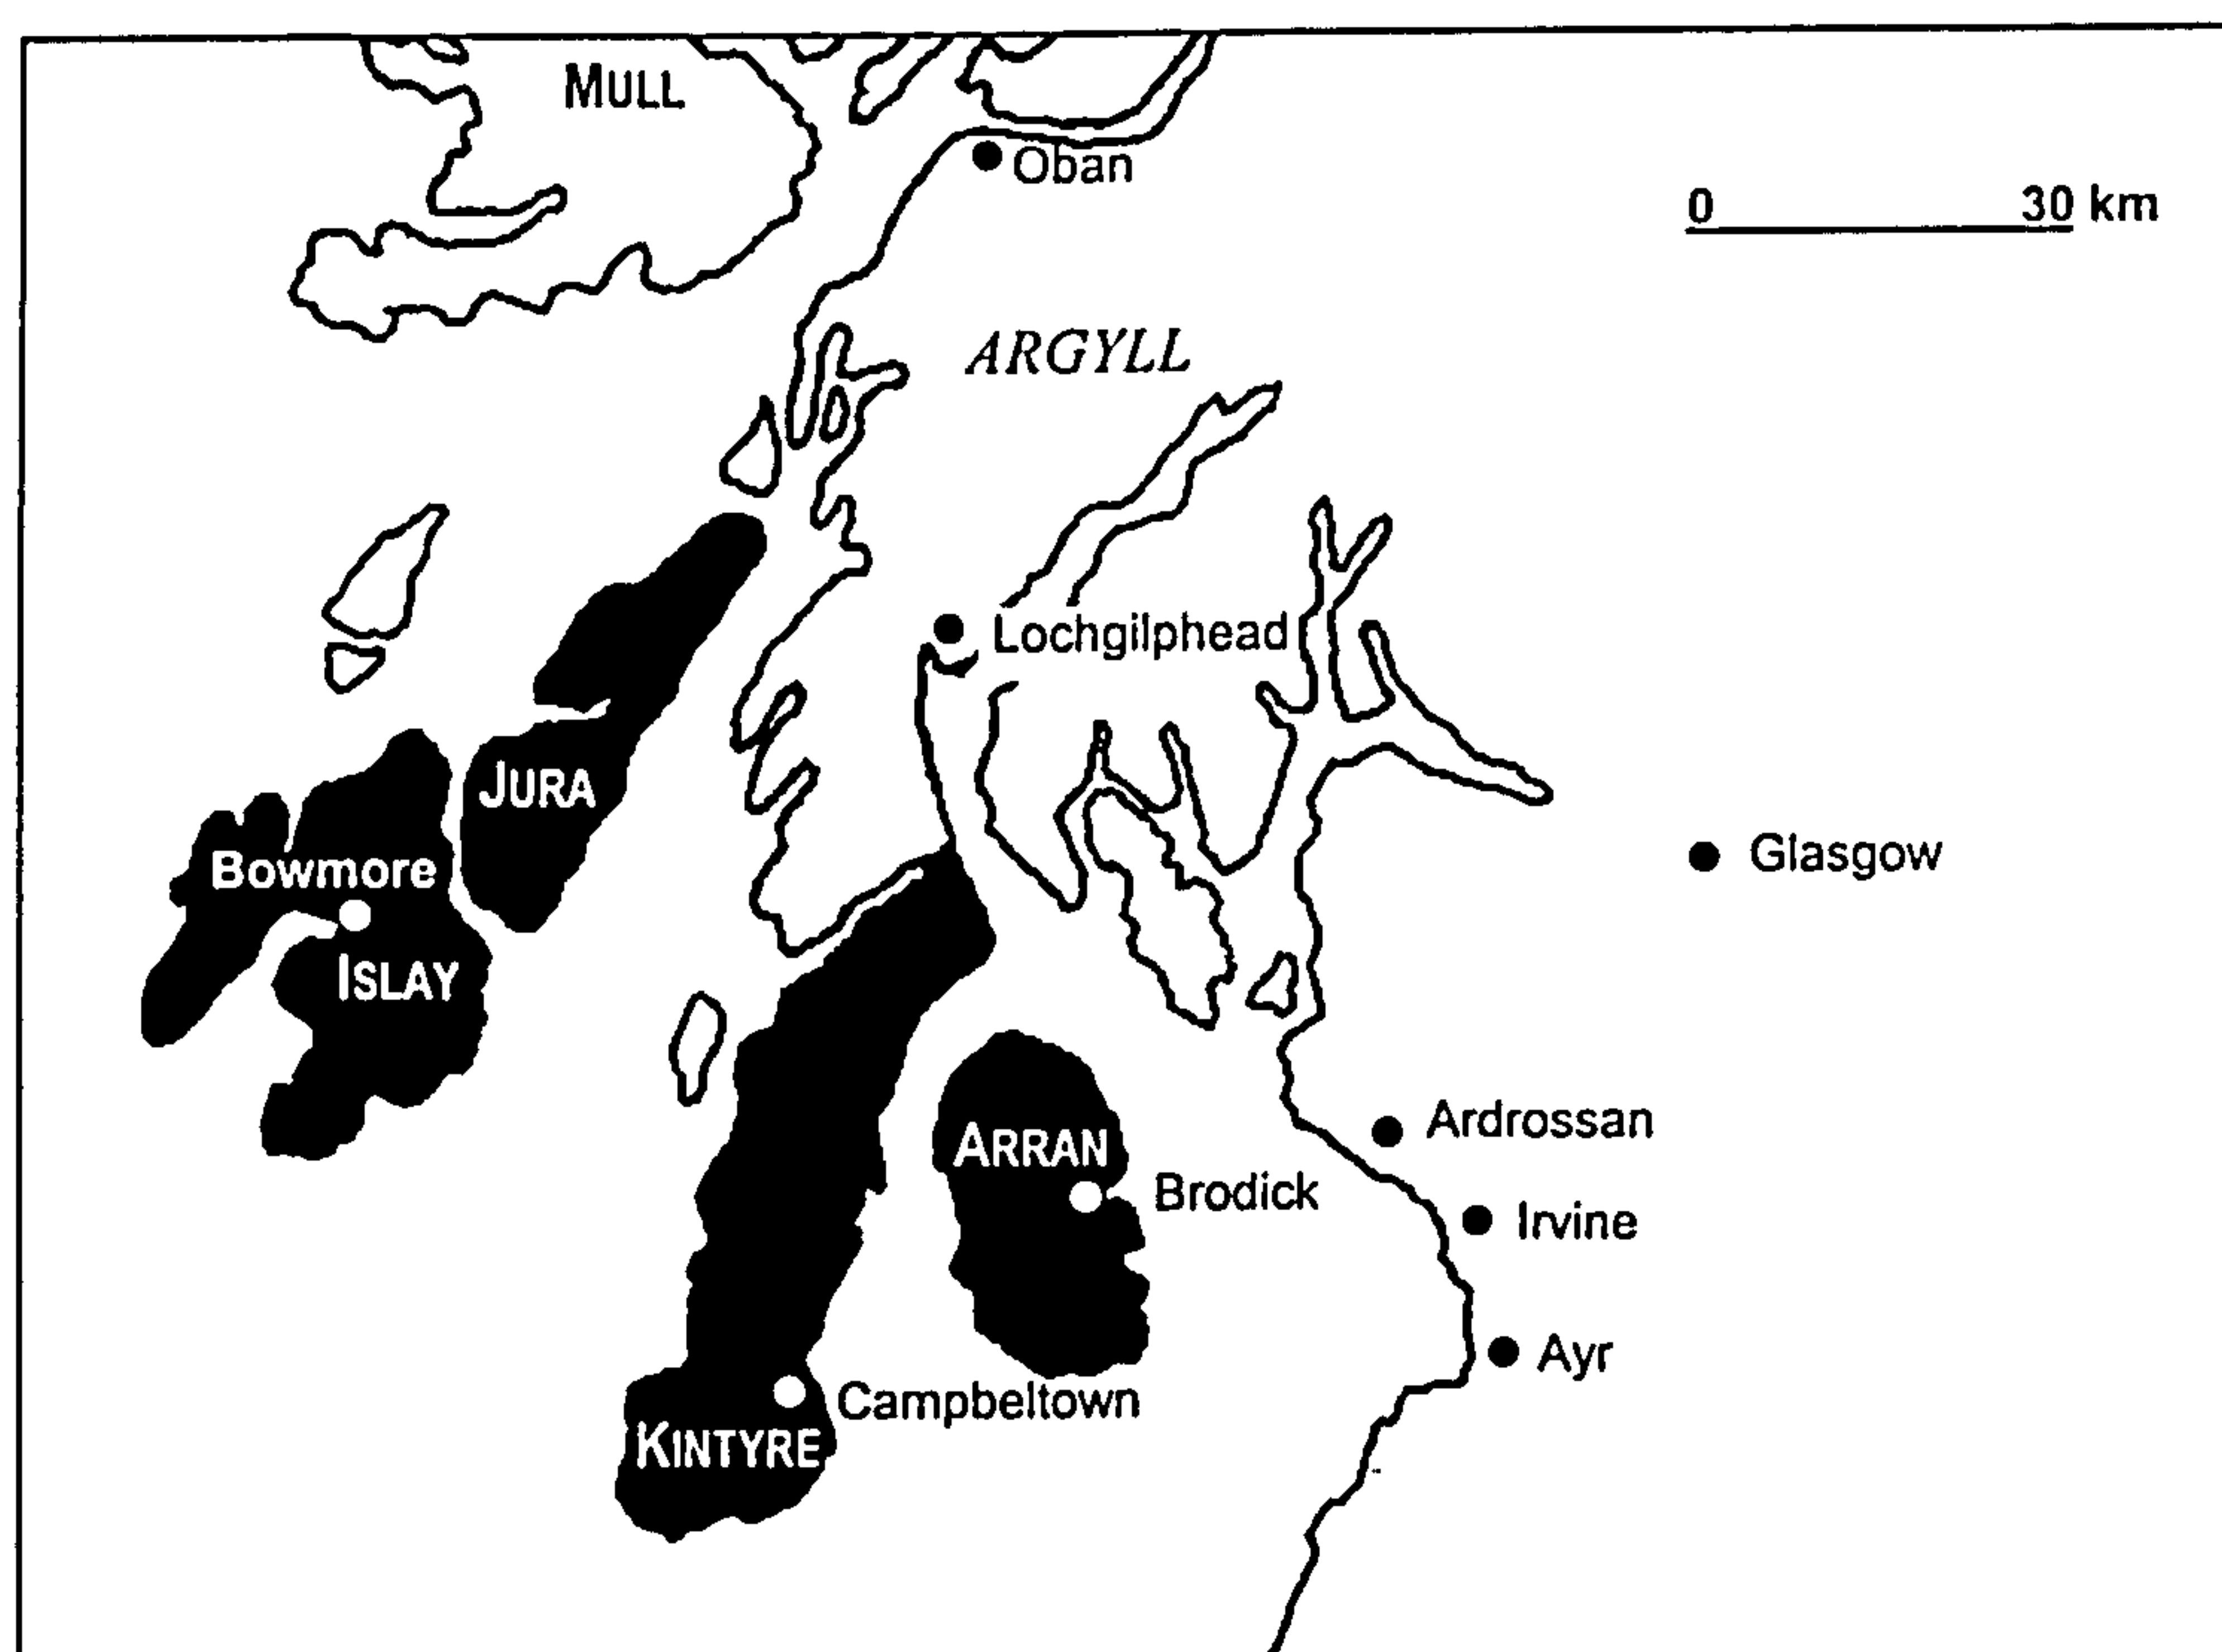 MULL
Oban
0 30 km
ARGYLL
Lochgilphead
JURA
Glasgow
Bowmore
ISLAY
Ardrossan
ARRAN
Brodick
Irvine
Ayr
Campbeltown
KINTYRE